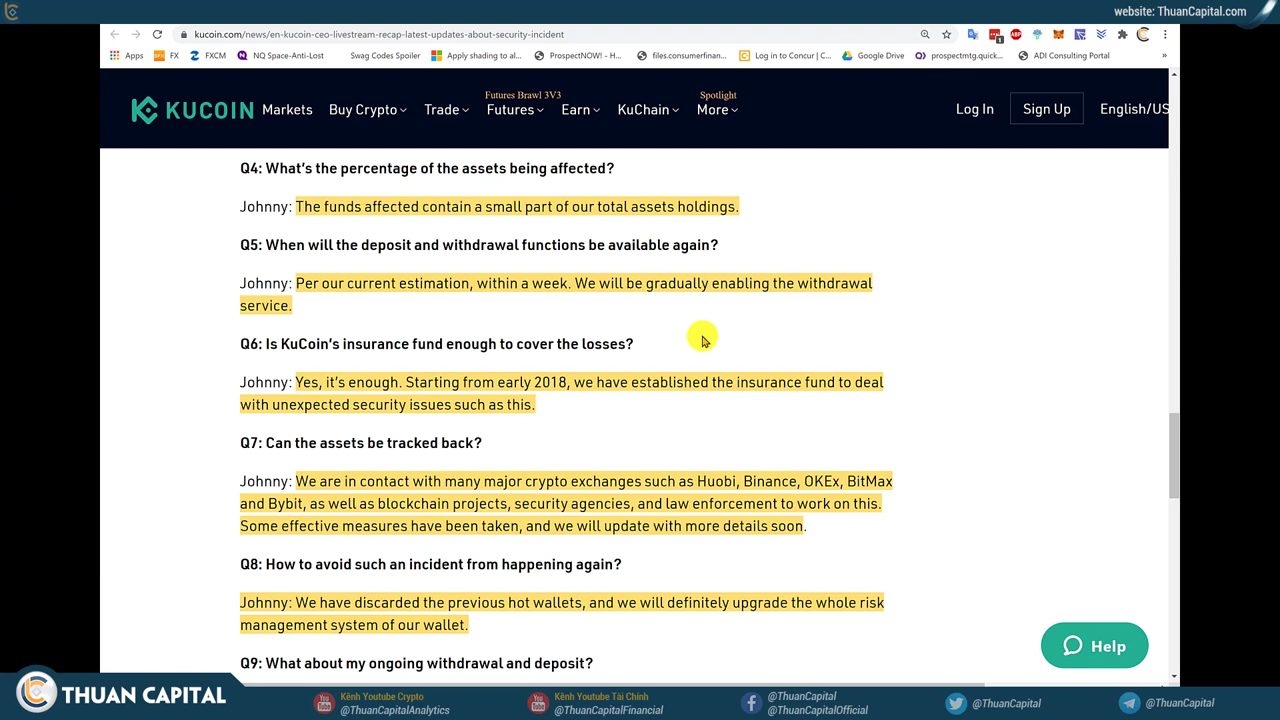 website: ThuanCapital.com
kucoin.com/news/en-kucoin-ceo-livestream-recap-latest-updates-about-security-incident
Apps FX FXCM NQ Space-Anti-Lost Swag Codes Spoiler Apply shading to al... ProspectNOW! – H... files.consumerfinan... Log in to Concur | C... Google Drive prospectmtg.quick... ADI Consulting Portal »
Futures Brawl 3V3 Spotlight
KUCOIN Markets Buy Crypto Trade Futures Earn KuChain More Log In Sign Up English/US
Q4: What's the percentage of the assets being affected?
Johnny: The funds affected contain a small part of our total assets holdings.
Q5: When will the deposit and withdrawal functions be available again?
Johnny: Per our current estimation, within a week. We will be gradually enabling the withdrawal
service.
Q6: Is KuCoin's insurance fund enough to cover the losses?
Johnny: Yes, it's enough. Starting from early 2018, we have established the insurance fund to deal
with unexpected security issues such as this.
Q7: Can the assets be tracked back?
Johnny: We are in contact with many major crypto exchanges such as Huobi, Binance, OKEx, BitMax
and Bybit, as well as blockchain projects, security agencies, and law enforcement to work on this.
Some effective measures have been taken, and we will update with more details soon.
Q8: How to avoid such an incident from happening again?
Johnny: We have discarded the previous hot wallets, and we will definitely upgrade the whole risk
management system of our wallet.
Help
Q9: What about my ongoing withdrawal and deposit?
THUAN CAPITAL
Kênh Youtube Crypto
@ThuanCapitalAnalytics
Kênh Youtube Tài Chính
@ThuanCapitalFinancial
@ThuanCapital
@ThuanCapitalOfficial
@ThuanCapital
@ThuanCapital